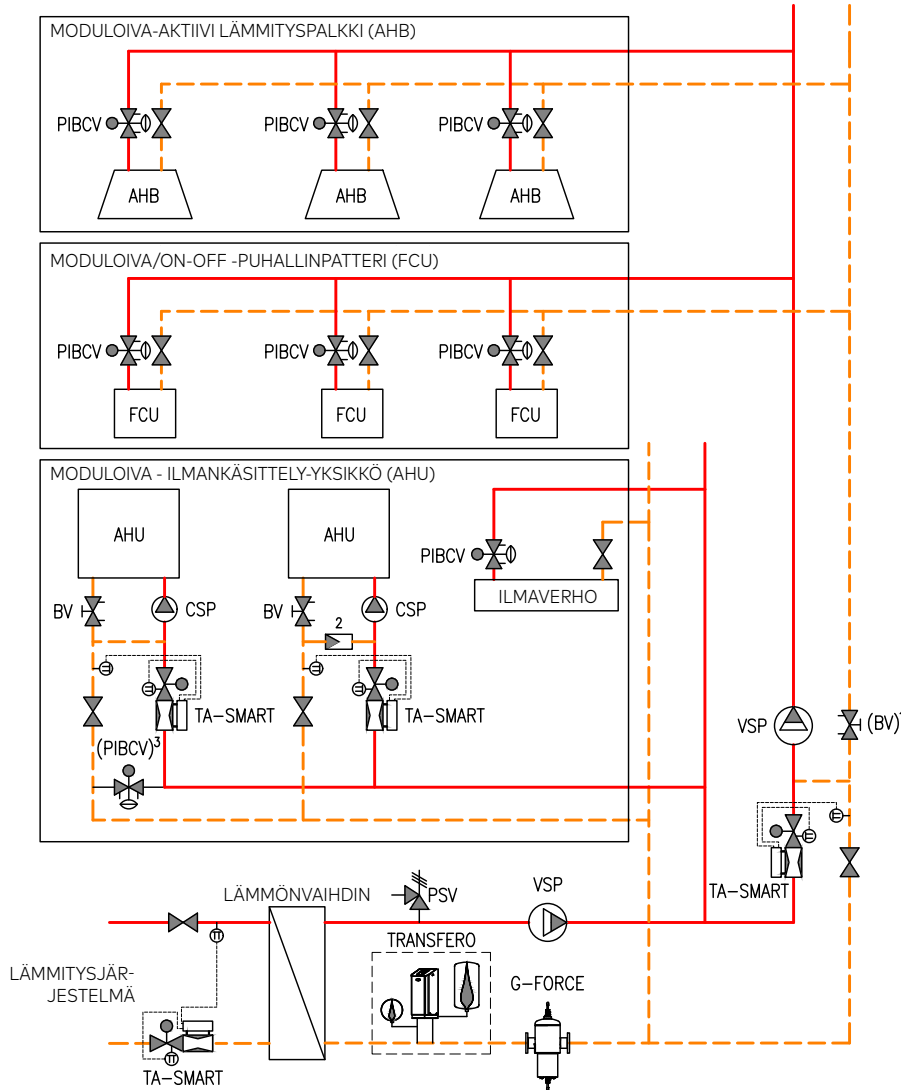 MODULOIVA-AKTIIVI LÄMMITYSPALKKI (AHB)
PIBCV PIBCV PIBCV
AHB AHB AHB
MODULOIVA/ON-OFF -PUHALLINPATTERI (FCU)
PIBCV PIBCV PIBCV
FCU FCU FCU
MODULOIVA - ILMANKÄSITTELY-YKSIKKÖ (AHU)
AHU AHU
PIBCV
ILMAVERHO
BV CSP BV CSP
2
TA-SMART TA-SMART
(PIBCV)³
VSP (BV)
TA-SMART
LÄMMÖNVAIHDIN
PSV
VSP
TRANSFERO
G-FORCE
LÄMMITYSJÄR-
JESTELMÄ
TA-SMART